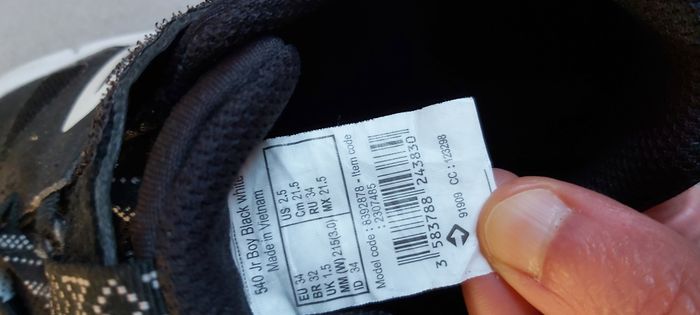 540 Jr Boy Black white
Made in Vietnam
EU 34 US 2,5
BR 32 Cm 21,5
UK 1,5 RU 34
MM (W) 215(3,0) MX 21,5
ID 34
Model code : 8392878 - Item code
: 2307485
3 583788 243830
91909 CC : 123298